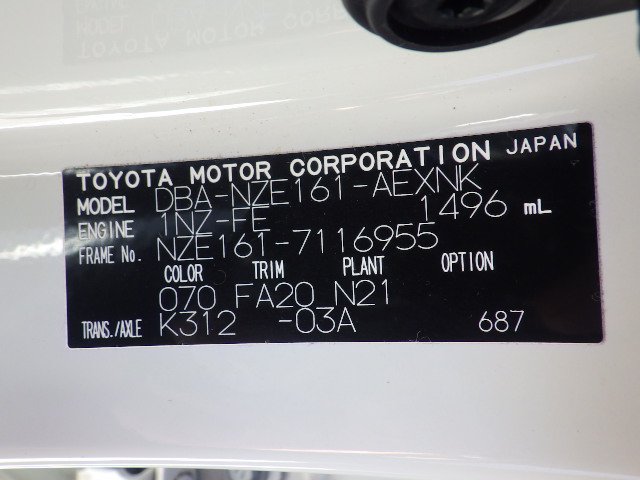 TOYOTA MOTOR CORPORATION JAPAN
MODEL DBA-NZE161-AEXNK
ENGINE 1NZ-FE 1496 mL
FRAME No. NZE161-7116955
COLOR TRIM PLANT OPTION
070 FA20 N21
TRANS./AXLE K312 -03A 687